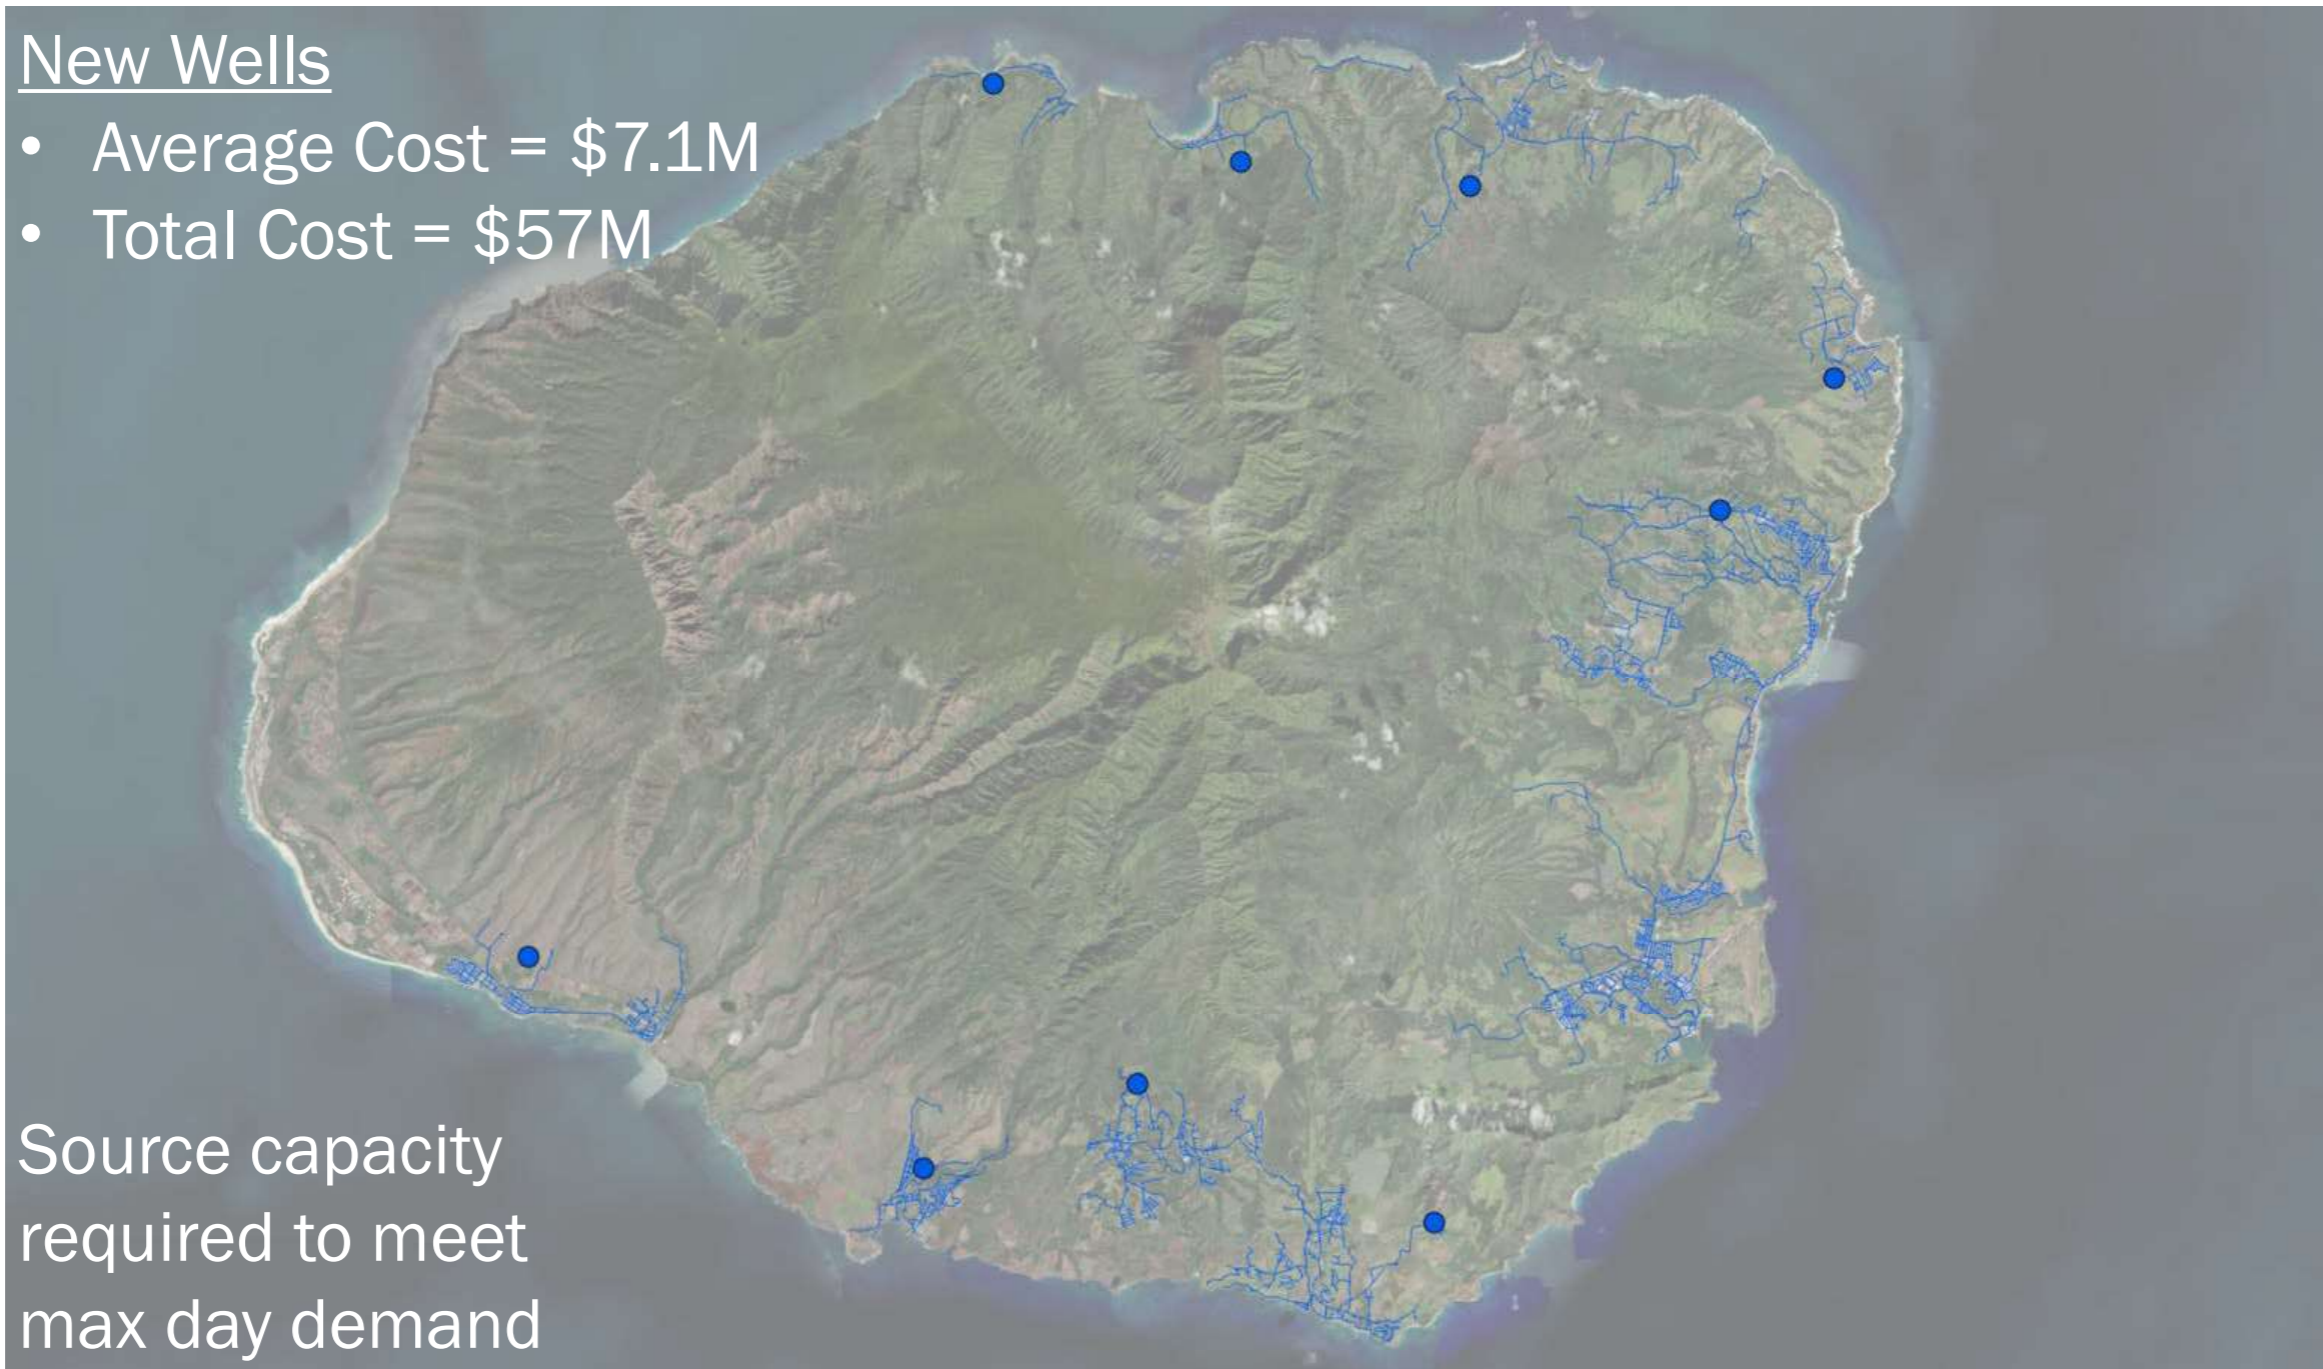 New Wells
• Average Cost = $7.1M
• Total Cost = $57M
Source capacity
required to meet
max day demand